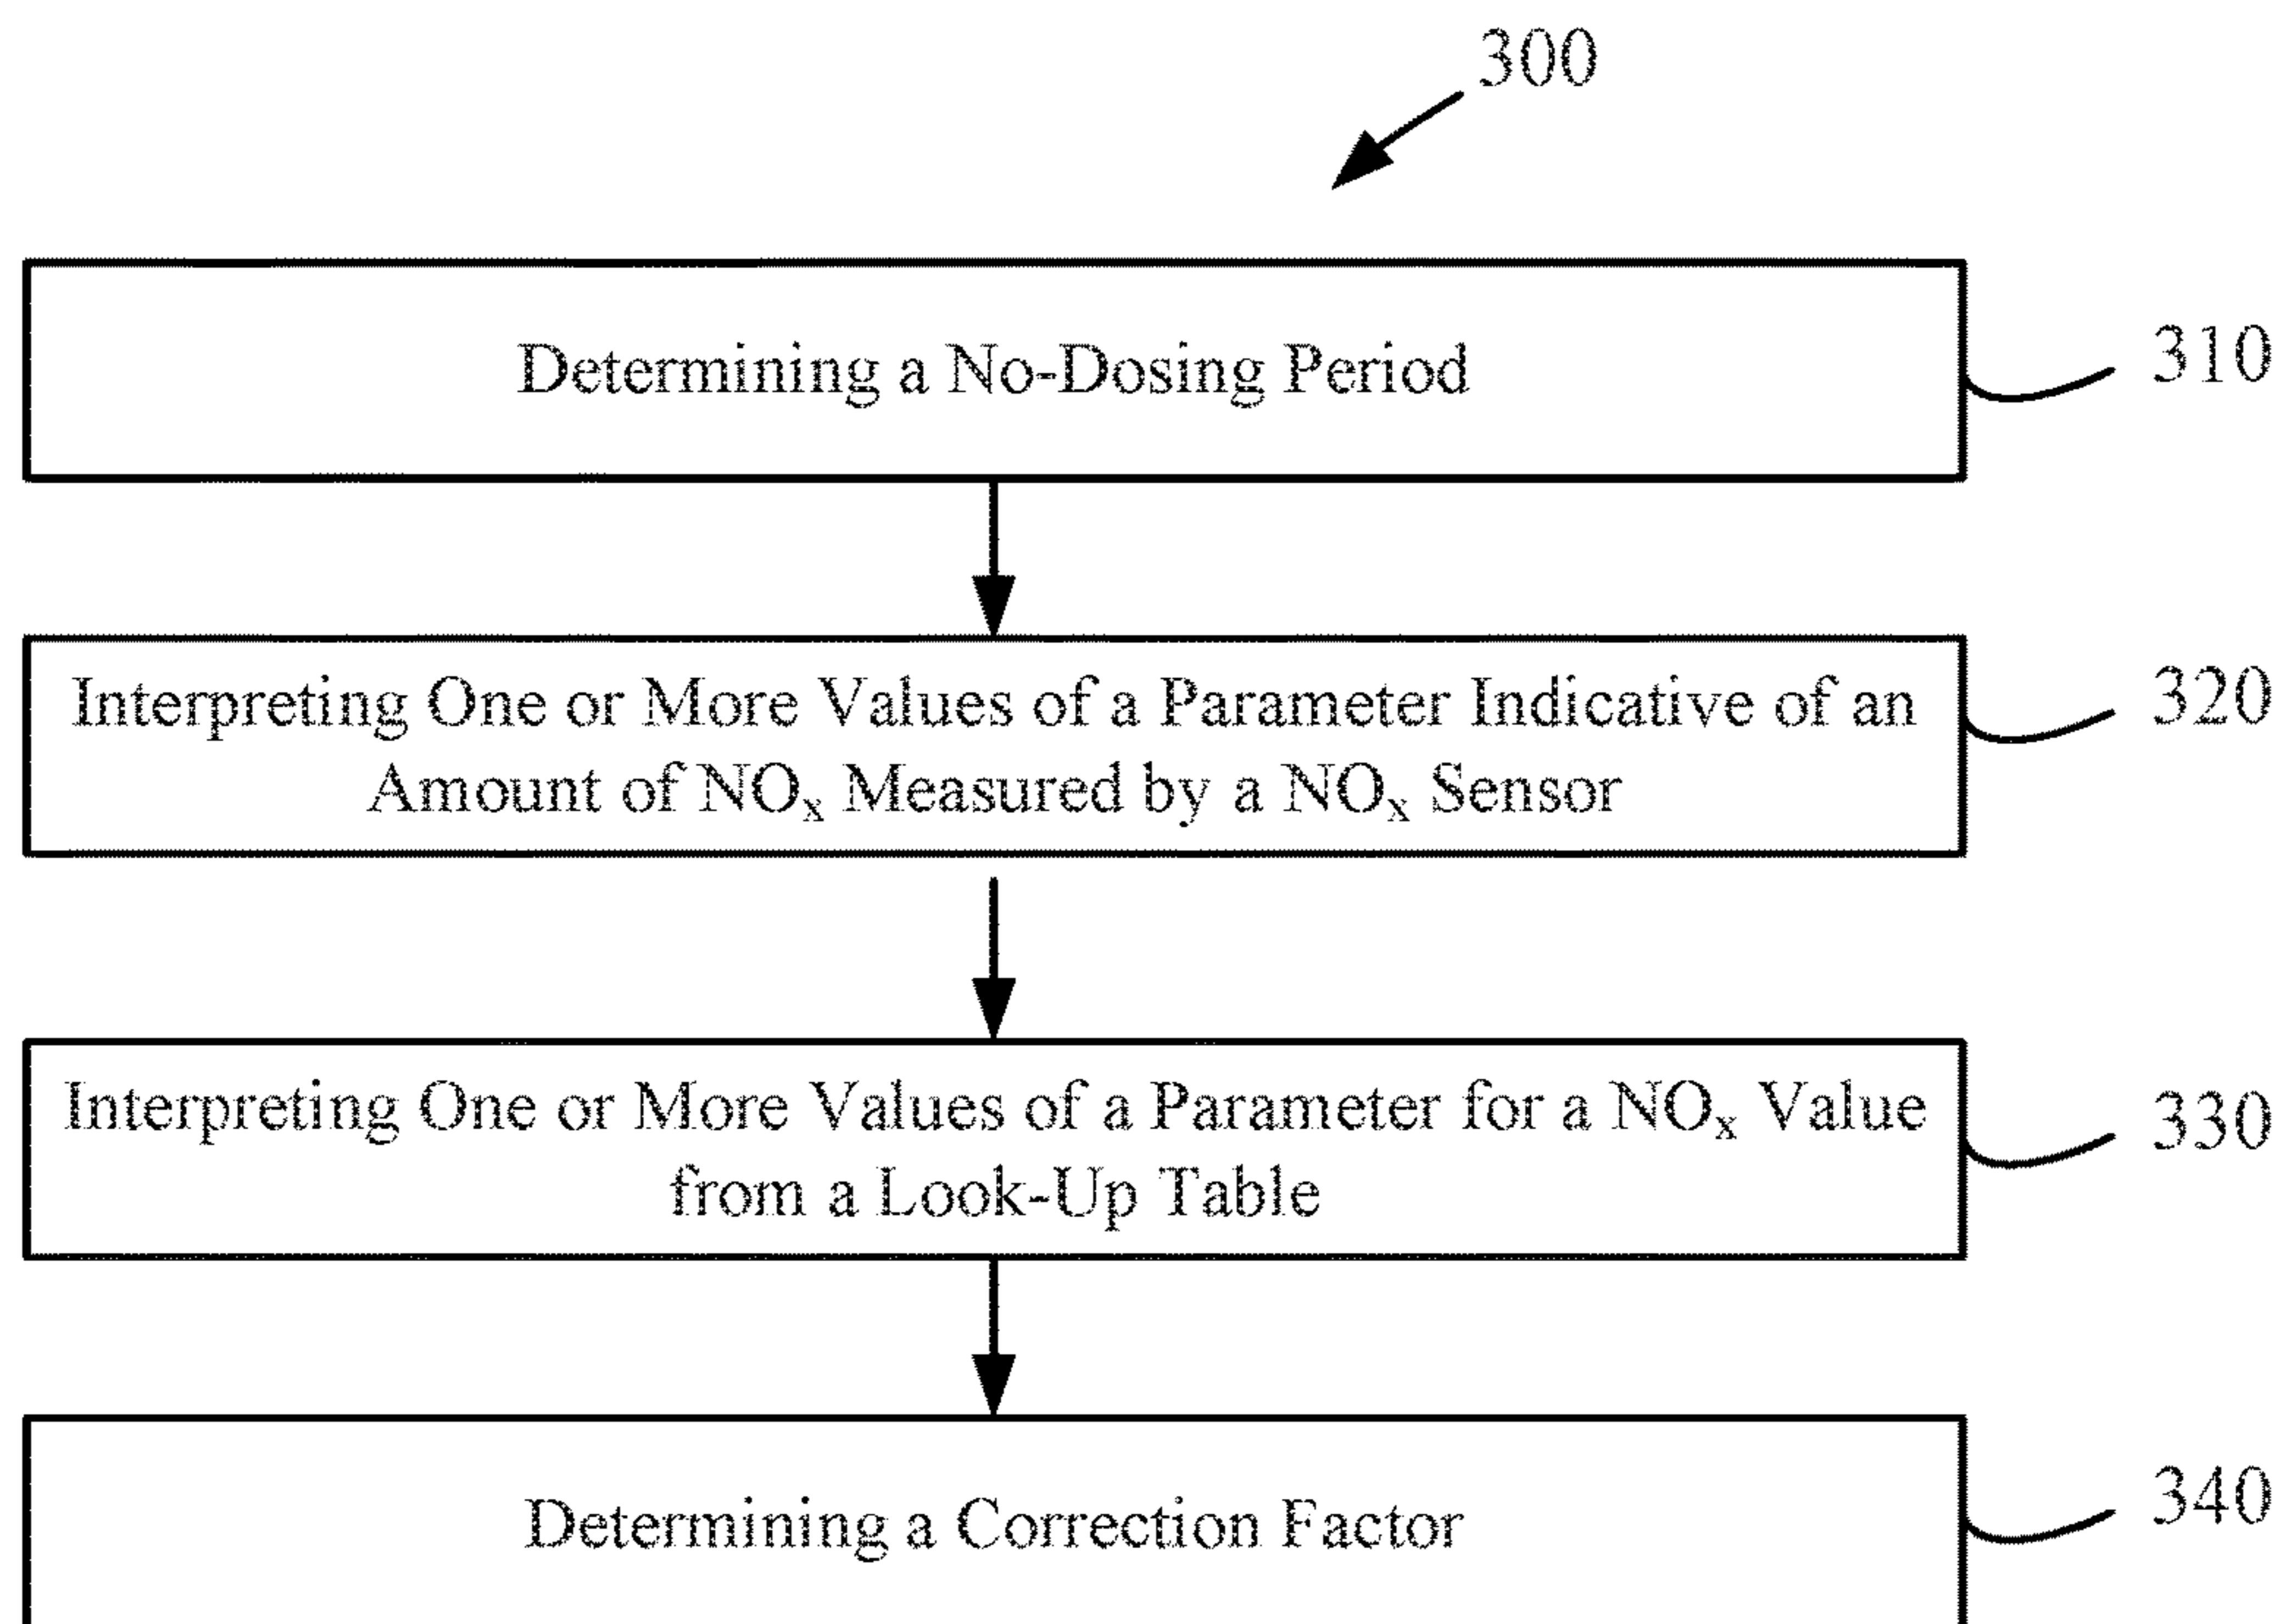 300
Determining a No-Dosing Period
310
Interpreting One or More Values of a Parameter Indicative of an
Amount of NOₓ Measured by a NOₓ Sensor
320
Interpreting One or More Values of a Parameter for a NOₓ Value
from a Look-Up Table
330
Determining a Correction Factor
340